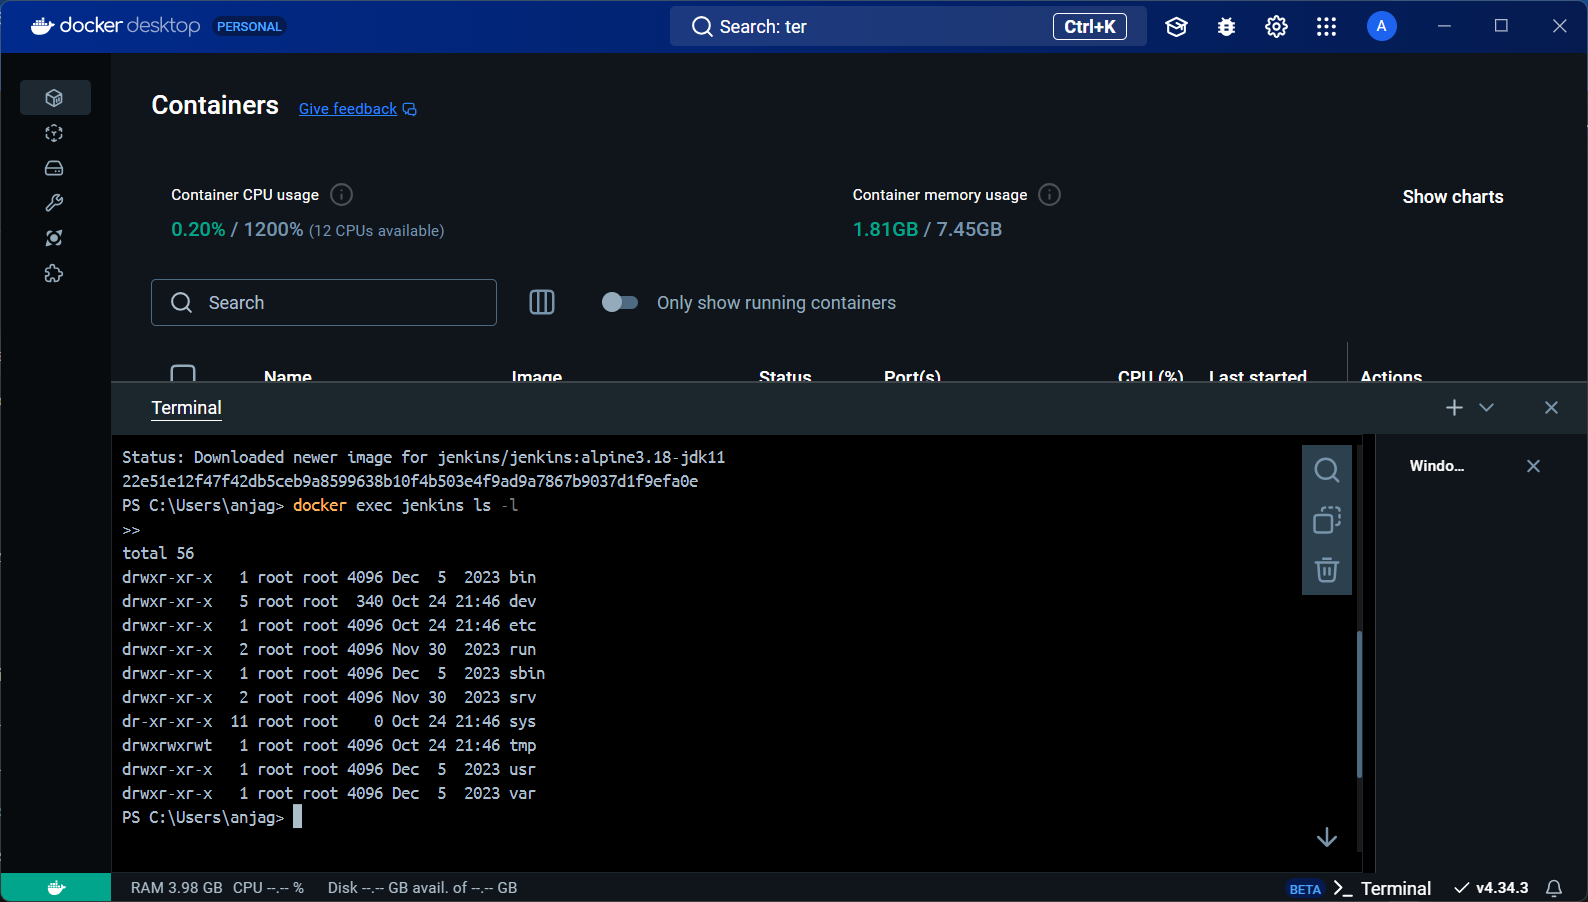 docker desktop PERSONAL
Search: ter
Ctrl+K
A
Containers
Give feedback
Container CPU usage
0.20% / 1200% (12 CPUs available)
Container memory usage
1.81GB / 7.45GB
Show charts
Search
Only show running containers
Name Image Status Port(s) CPU (%) Last started Actions
Terminal
Status: Downloaded newer image for jenkins/jenkins:alpine3.18-jdk11
22e51e12f47f42db5ceb9a8599638b10f4b503e4f9ad9a7867b9037d1f9efa0e
PS C:\Users\anjag> docker exec jenkins ls -l
>>
total 56
drwxr-xr-x   1 root root 4096 Dec  5  2023 bin
drwxr-xr-x   5 root root  340 Oct 24 21:46 dev
drwxr-xr-x   1 root root 4096 Oct 24 21:46 etc
drwxr-xr-x   2 root root 4096 Nov 30  2023 run
drwxr-xr-x   1 root root 4096 Dec  5  2023 sbin
drwxr-xr-x   2 root root 4096 Nov 30  2023 srv
dr-xr-xr-x  11 root root    0 Oct 24 21:46 sys
drwxrwxrwt   1 root root 4096 Oct 24 21:46 tmp
drwxr-xr-x   1 root root 4096 Dec  5  2023 usr
drwxr-xr-x   1 root root 4096 Dec  5  2023 var
PS C:\Users\anjag>
Windo...
RAM 3.98 GB CPU --.-- % Disk --.-- GB avail. of --.-- GB
BETA >_ Terminal v4.34.3